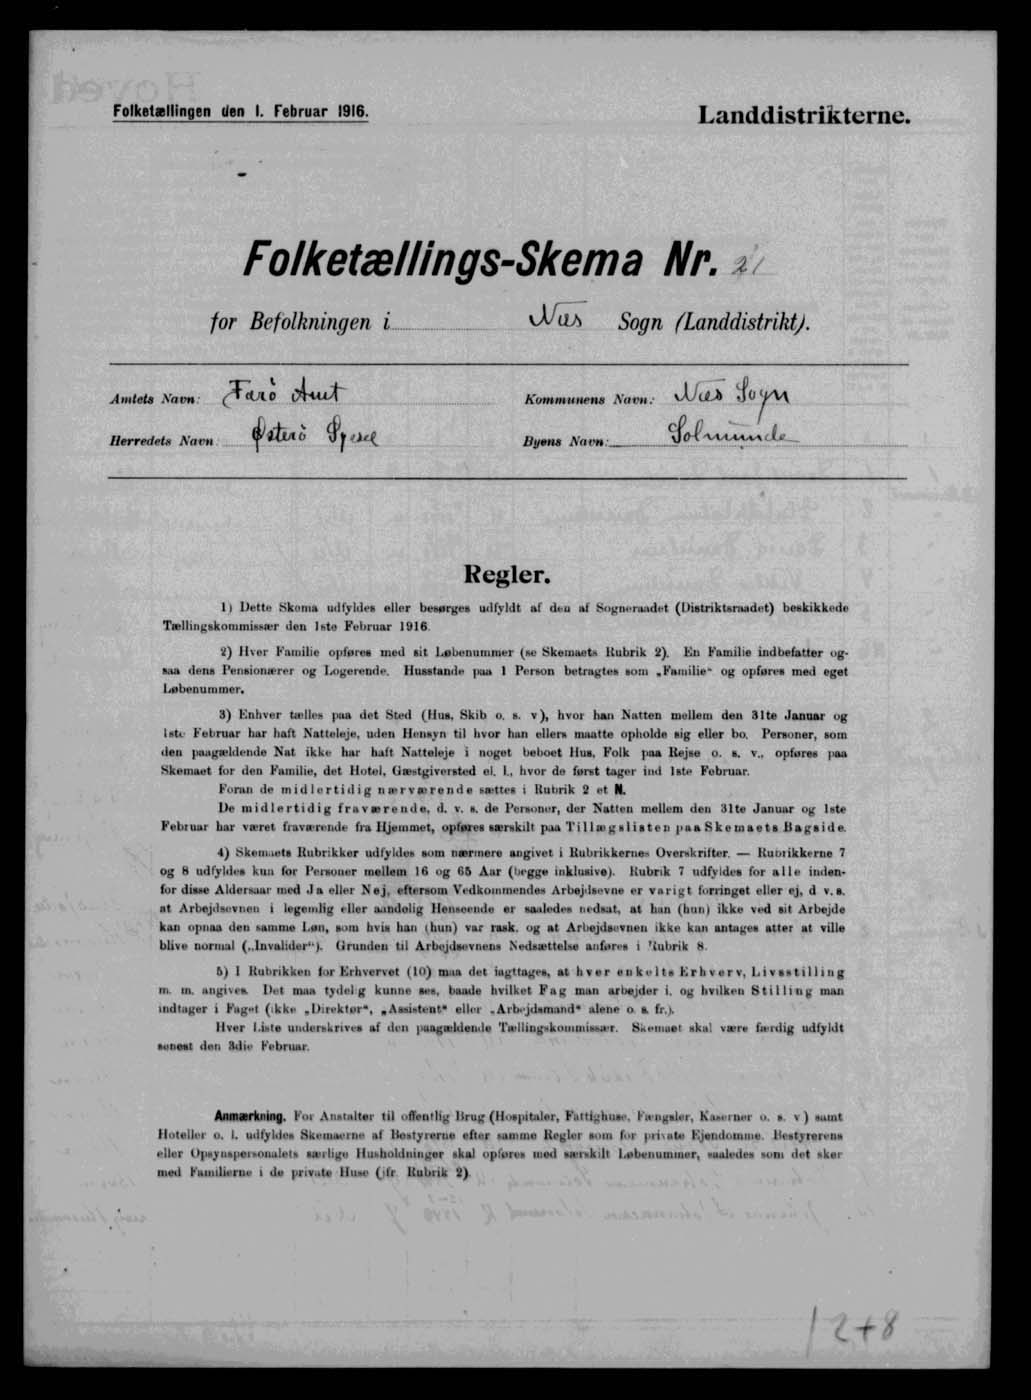 Folketællingen den 1. Februar 1916.
Landdistrikterne.
Folketællings-Skema Nr. 21
for Befolkningen i Næs Sogn (Landdistrikt).
Amtets Navn: Færø Amt
Kommunens Navn: Næs Sogn
Herredets Navn: Østerø Sysel
Byens Navn: Solmunde
Regler.
1) Dette Skema udfyldes eller besørges udfyldt af den af Sogneraadet (Distriktsraadet) beskikkede
Tællingskommissær den 1ste Februar 1916.
2) Hver Familie opføres med sit Løbenummer (se Skemaets Rubrik 2). En Familie indbefatter og-
saa dens Pensionærer og Logerende. Husstande paa 1 Person betragtes som „Familie“ og opføres med eget
Løbenummer.
3) Enhver tælles paa det Sted (Hus, Skib o. s. v), hvor han Natten mellem den 31te Januar og
1ste Februar har haft Natteleje, uden Hensyn til hvor han ellers maatte opholde sig eller bo. Personer, som
den paagældende Nat ikke har haft Natteleje i noget beboet Hus, Folk paa Rejse o. s. v., opføres paa
Skemaet for den Familie, det Hotel, Gæstgiversted el. l., hvor de først tager ind 1ste Februar.
Foran de midlertidig nærværende sættes i Rubrik 2 et N.
De midlertidig fraværende, d. v. s. de Personer, der Natten mellem den 31te Januar og 1ste
Februar har været fraværende fra Hjemmet, opføres særskilt paa Tillægslisten paa Skemaets Bagside.
4) Skemaets Rubrikker udfyldes som nærmere angivet i Rubrikkernes Overskrifter. — Rubrikkerne 7
og 8 udfyldes kun for Personer mellem 16 og 65 Aar (begge inklusive). Rubrik 7 udfyldes for alle inden-
for disse Aldersaar med Ja eller Nej, eftersom Vedkommendes Arbejdsevne er varigt forringet eller ej, d v. s.
at Arbejdsevnen i legemlig eller aandelig Henseende er saaledes nedsat, at han (hun) ikke ved sit Arbejde
kan opnaa den samme Løn, som hvis han (hun) var rask, og at Arbejdsevnen ikke kan antages atter at ville
blive normal („Invalider“). Grunden til Arbejdsevnens Nedsættelse anføres i Rubrik 8.
5) I Rubrikken for Erhvervet (10) maa det iagttages, at hver enkelts Erhverv, Livsstilling
m. m. angives. Det maa tydelig kunne ses, baade hvilket Fag man arbejder i, og hvilken Stilling man
indtager i Faget (ikke „Direktør“, „Assistent“ eller „Arbejdsmand“ alene o. s. fr.).
Hver Liste underskrives af den paagældende Tællingskommissær. Skemaet skal være færdig udfyldt
senest den 3die Februar.
Anmærkning. For Anstalter til offentlig Brug (Hospitaler, Fattighuse, Fængsler, Kaserner o. s. v) samt
Hoteller o. l. udfyldes Skemaerne af Bestyrerne efter samme Regler som for private Ejendomme. Bestyrerens
eller Opsynspersonalets særlige Husholdninger skal opføres med særskilt Løbenummer, saaledes som det sker
med Familierne i de private Huse (jfr. Rubrik 2).
12+8